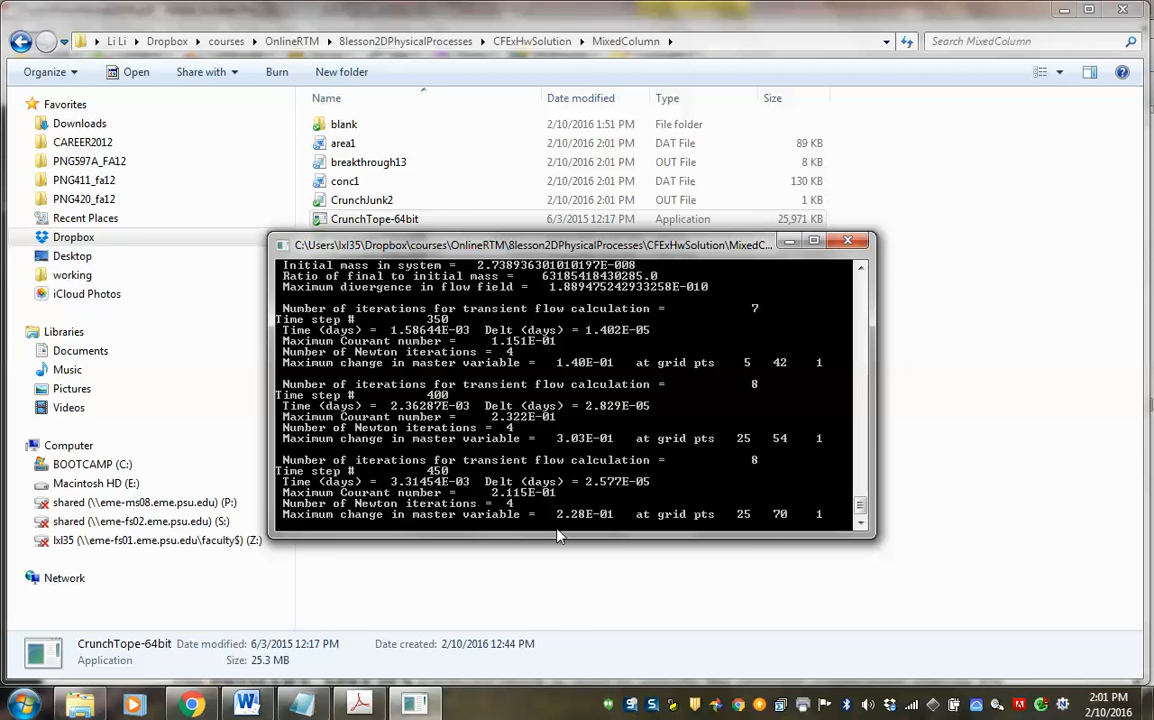 Li Li
Dropbox
courses
OnlineRTM
8lesson2DPhysicalProcesses
CFExHwSolution
MixedColumn
Search MixedColumn
Organize
Open
Share with
Burn
New folder
Favorites
Downloads
CAREER2012
PNG597A_FA12
PNG411_fa12
PNG420_fa12
Recent Places
Dropbox
Desktop
working
iCloud Photos
Libraries
Documents
Music
Pictures
Videos
Computer
BOOTCAMP (C:)
Macintosh HD (E:)
shared (\\eme-ms08.eme.psu.edu) (P:)
shared (\\eme-fs02.eme.psu.edu) (S:)
lxl35 (\\eme-fs01.eme.psu.edu\faculty$) (Z:)
Network
Name Date modified Type Size
blank 2/10/2016 1:51 PM File folder
area1 2/10/2016 2:01 PM DAT File 89 KB
breakthrough13 2/10/2016 2:01 PM OUT File 8 KB
conc1 2/10/2016 2:01 PM DAT File 130 KB
CrunchJunk2 2/10/2016 2:01 PM OUT File 1 KB
CrunchTope-64bit 6/3/2015 12:17 PM Application 25,971 KB
C:\Users\lxl35\Dropbox\courses\OnlineRTM\8lesson2DPhysicalProcesses\CFExHwSolution\MixedC...
Initial mass in system = 2.738936301010197E-008
Ratio of final to initial mass = 63185418430285.0
Maximum divergence in flow field = 1.889475242933258E-010
Number of iterations for transient flow calculation = 7
Time step # 350
Time (days) = 1.58644E-03 Delt (days) = 1.402E-05
Maximum Courant number = 1.151E-01
Number of Newton iterations = 4
Maximum change in master variable = 1.40E-01 at grid pts 5 42 1
Number of iterations for transient flow calculation = 8
Time step # 400
Time (days) = 2.36287E-03 Delt (days) = 2.829E-05
Maximum Courant number = 2.322E-01
Number of Newton iterations = 4
Maximum change in master variable = 3.03E-01 at grid pts 25 54 1
Number of iterations for transient flow calculation = 8
Time step # 450
Time (days) = 3.31454E-03 Delt (days) = 2.577E-05
Maximum Courant number = 2.115E-01
Number of Newton iterations = 4
Maximum change in master variable = 2.28E-01 at grid pts 25 70 1
CrunchTope-64bit Date modified: 6/3/2015 12:17 PM Date created: 2/10/2016 12:44 PM
Application Size: 25.3 MB
2:01 PM
2/10/2016